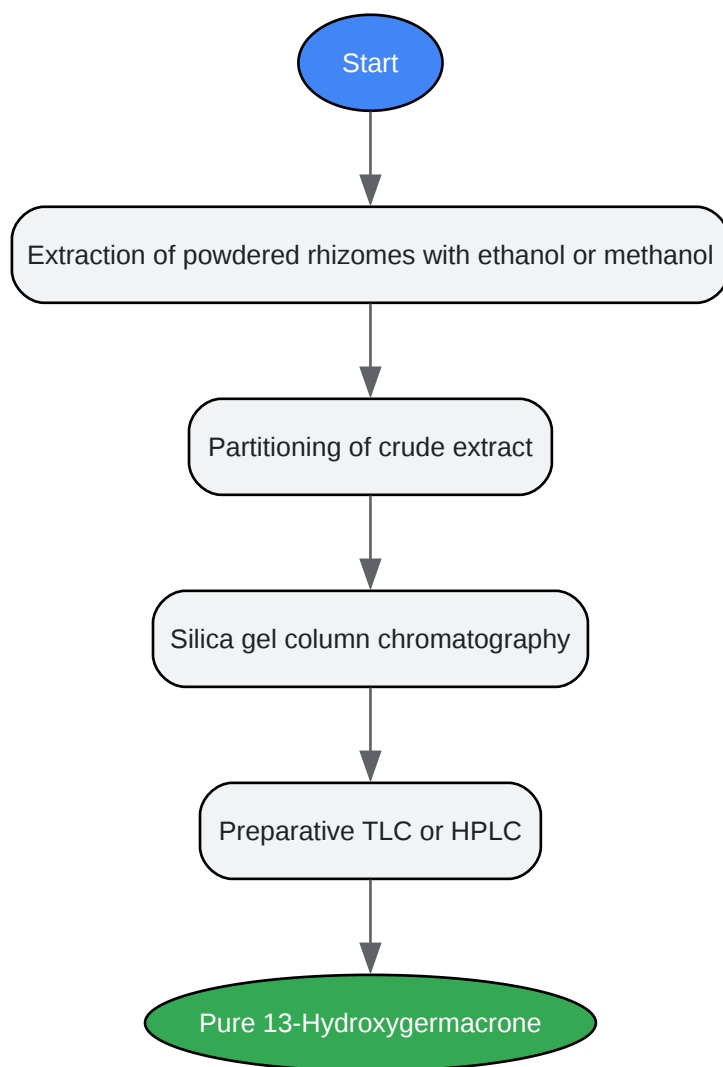 Start
Extraction of powdered rhizomes with ethanol or methanol
Partitioning of crude extract
Silica gel column chromatography
Preparative TLC or HPLC
Pure 13-Hydroxygermacrone